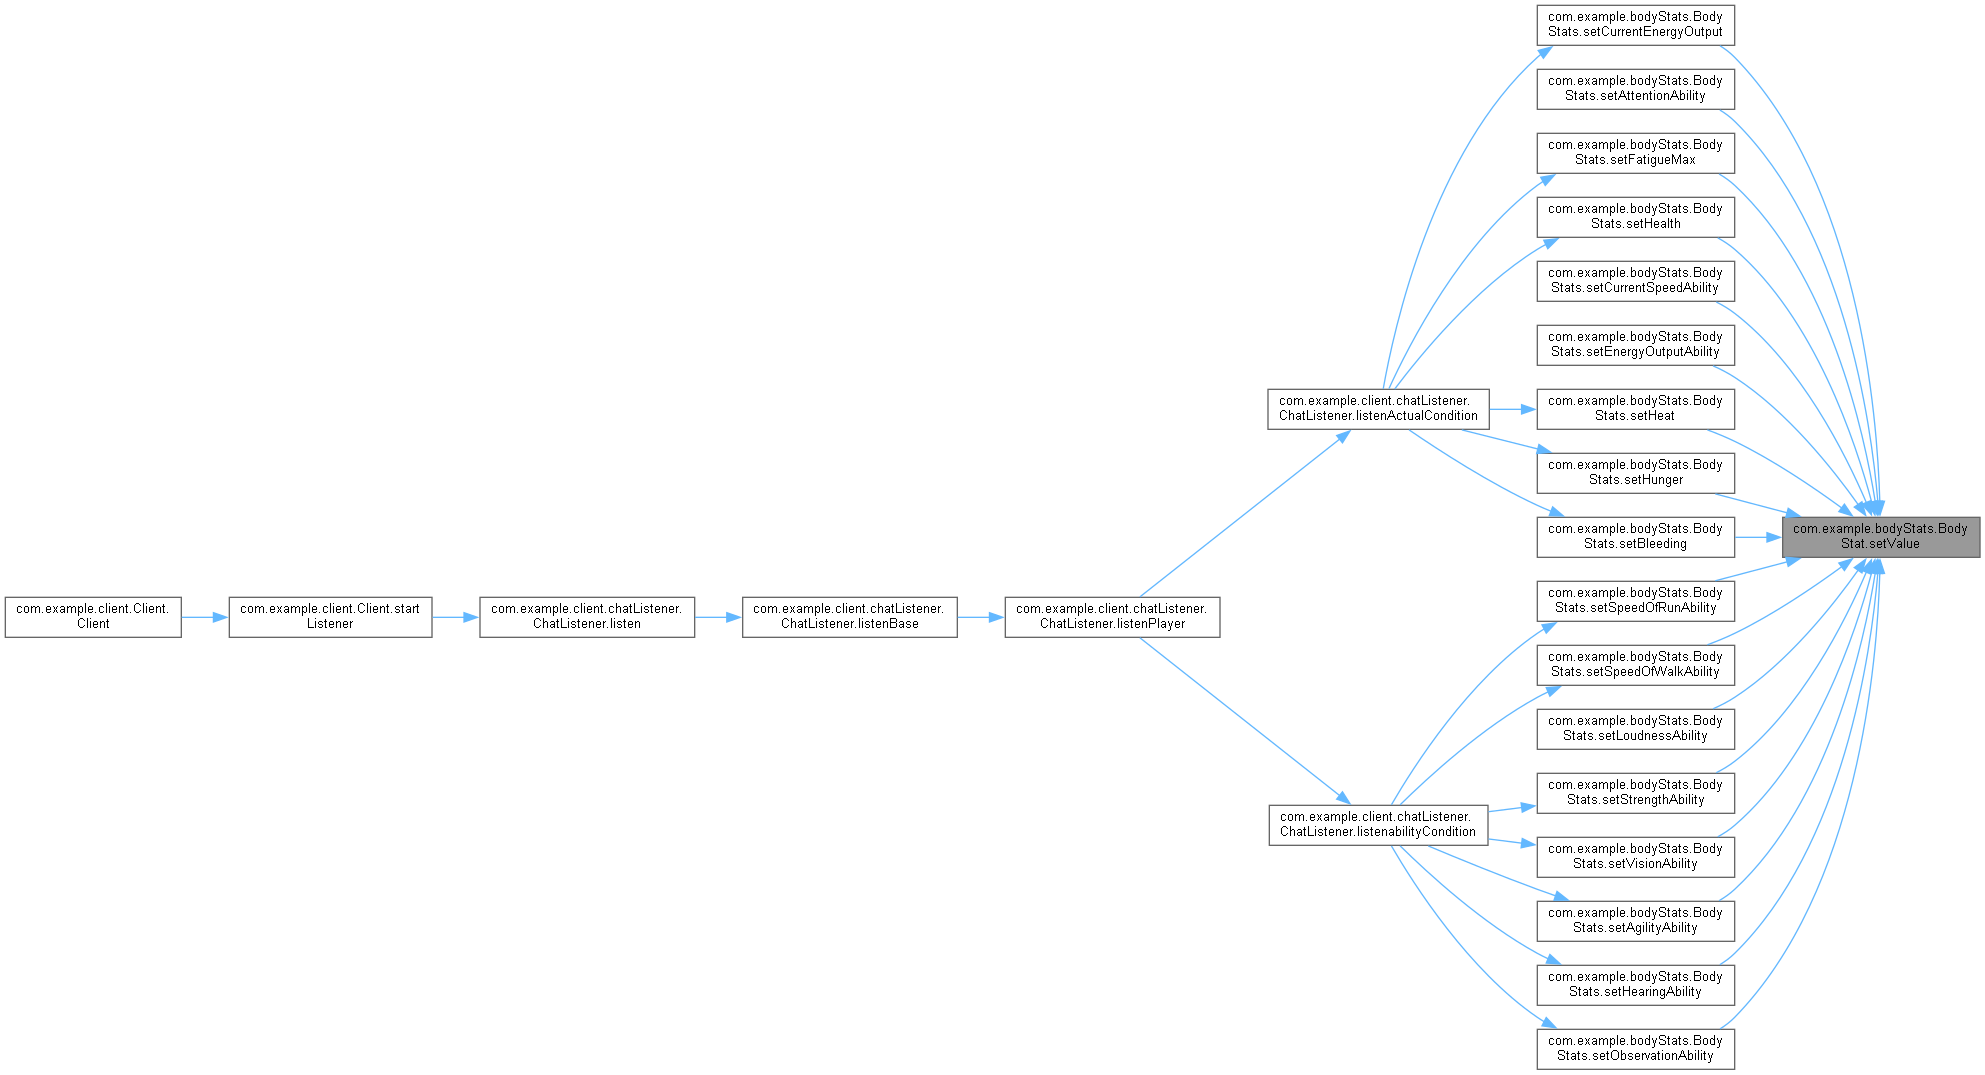 com.example.bodyStats.Body
Stats.setCurrentEnergyOutput
com.example.bodyStats.Body
Stats.setAttentionAbility
com.example.bodyStats.Body
Stats.setFatigueMax
com.example.bodyStats.Body
Stats.setHealth
com.example.bodyStats.Body
Stats.setCurrentSpeedAbility
com.example.bodyStats.Body
Stats.setEnergyOutputAbility
com.example.client.chatListener.
ChatListener.listenActualCondition
com.example.bodyStats.Body
Stats.setHeat
com.example.bodyStats.Body
Stats.setHunger
com.example.bodyStats.Body
Stats.setBleeding
com.example.bodyStats.Body
Stat.setValue
com.example.client.Client.
Client
com.example.client.Client.start
Listener
com.example.client.chatListener.
ChatListener.listen
com.example.client.chatListener.
ChatListener.listenBase
com.example.client.chatListener.
ChatListener.listenPlayer
com.example.bodyStats.Body
Stats.setSpeedOfRunAbility
com.example.bodyStats.Body
Stats.setSpeedOfWalkAbility
com.example.bodyStats.Body
Stats.setLoudnessAbility
com.example.bodyStats.Body
Stats.setStrengthAbility
com.example.client.chatListener.
ChatListener.listenabilityCondition
com.example.bodyStats.Body
Stats.setVisionAbility
com.example.bodyStats.Body
Stats.setAgilityAbility
com.example.bodyStats.Body
Stats.setHearingAbility
com.example.bodyStats.Body
Stats.setObservationAbility